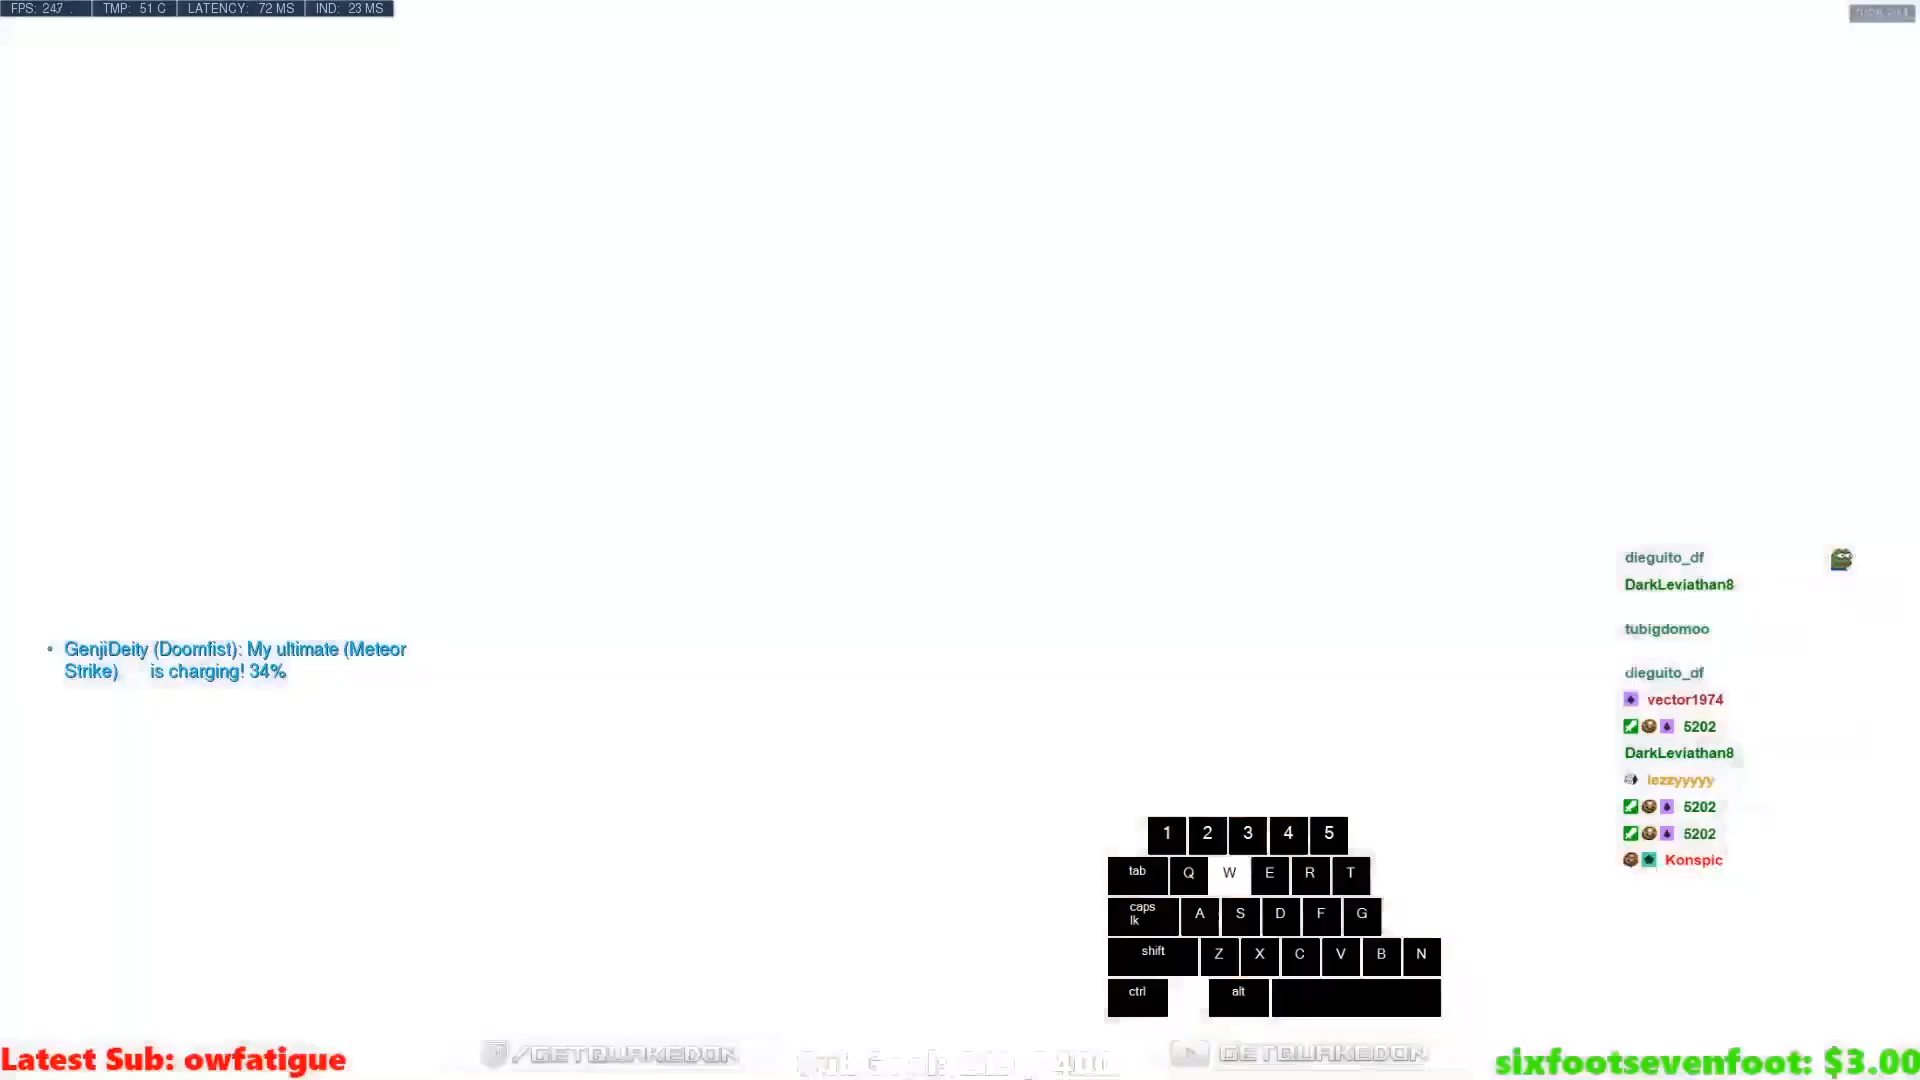 FPS: 247
TMP: 51 C
LATENCY: 72 MS
IND: 23 MS
dieguito_df
DarkLeviathan8
tubigdomoo
GenjiDeity (Doomfist): My ultimate (Meteor
Strike) is charging! 34%
dieguito_df
vector1974
5202
DarkLeviathan8
lezzyyyyy
5202
5202
Konspic
1 2 3 4 5
tab Q W E R T
caps
lk A S D F G
shift Z X C V B N
ctrl alt
Latest Sub: owfatigue
/GETQUAKEDON
GETQUAKEDON
sixfootsevenfoot: $3.00